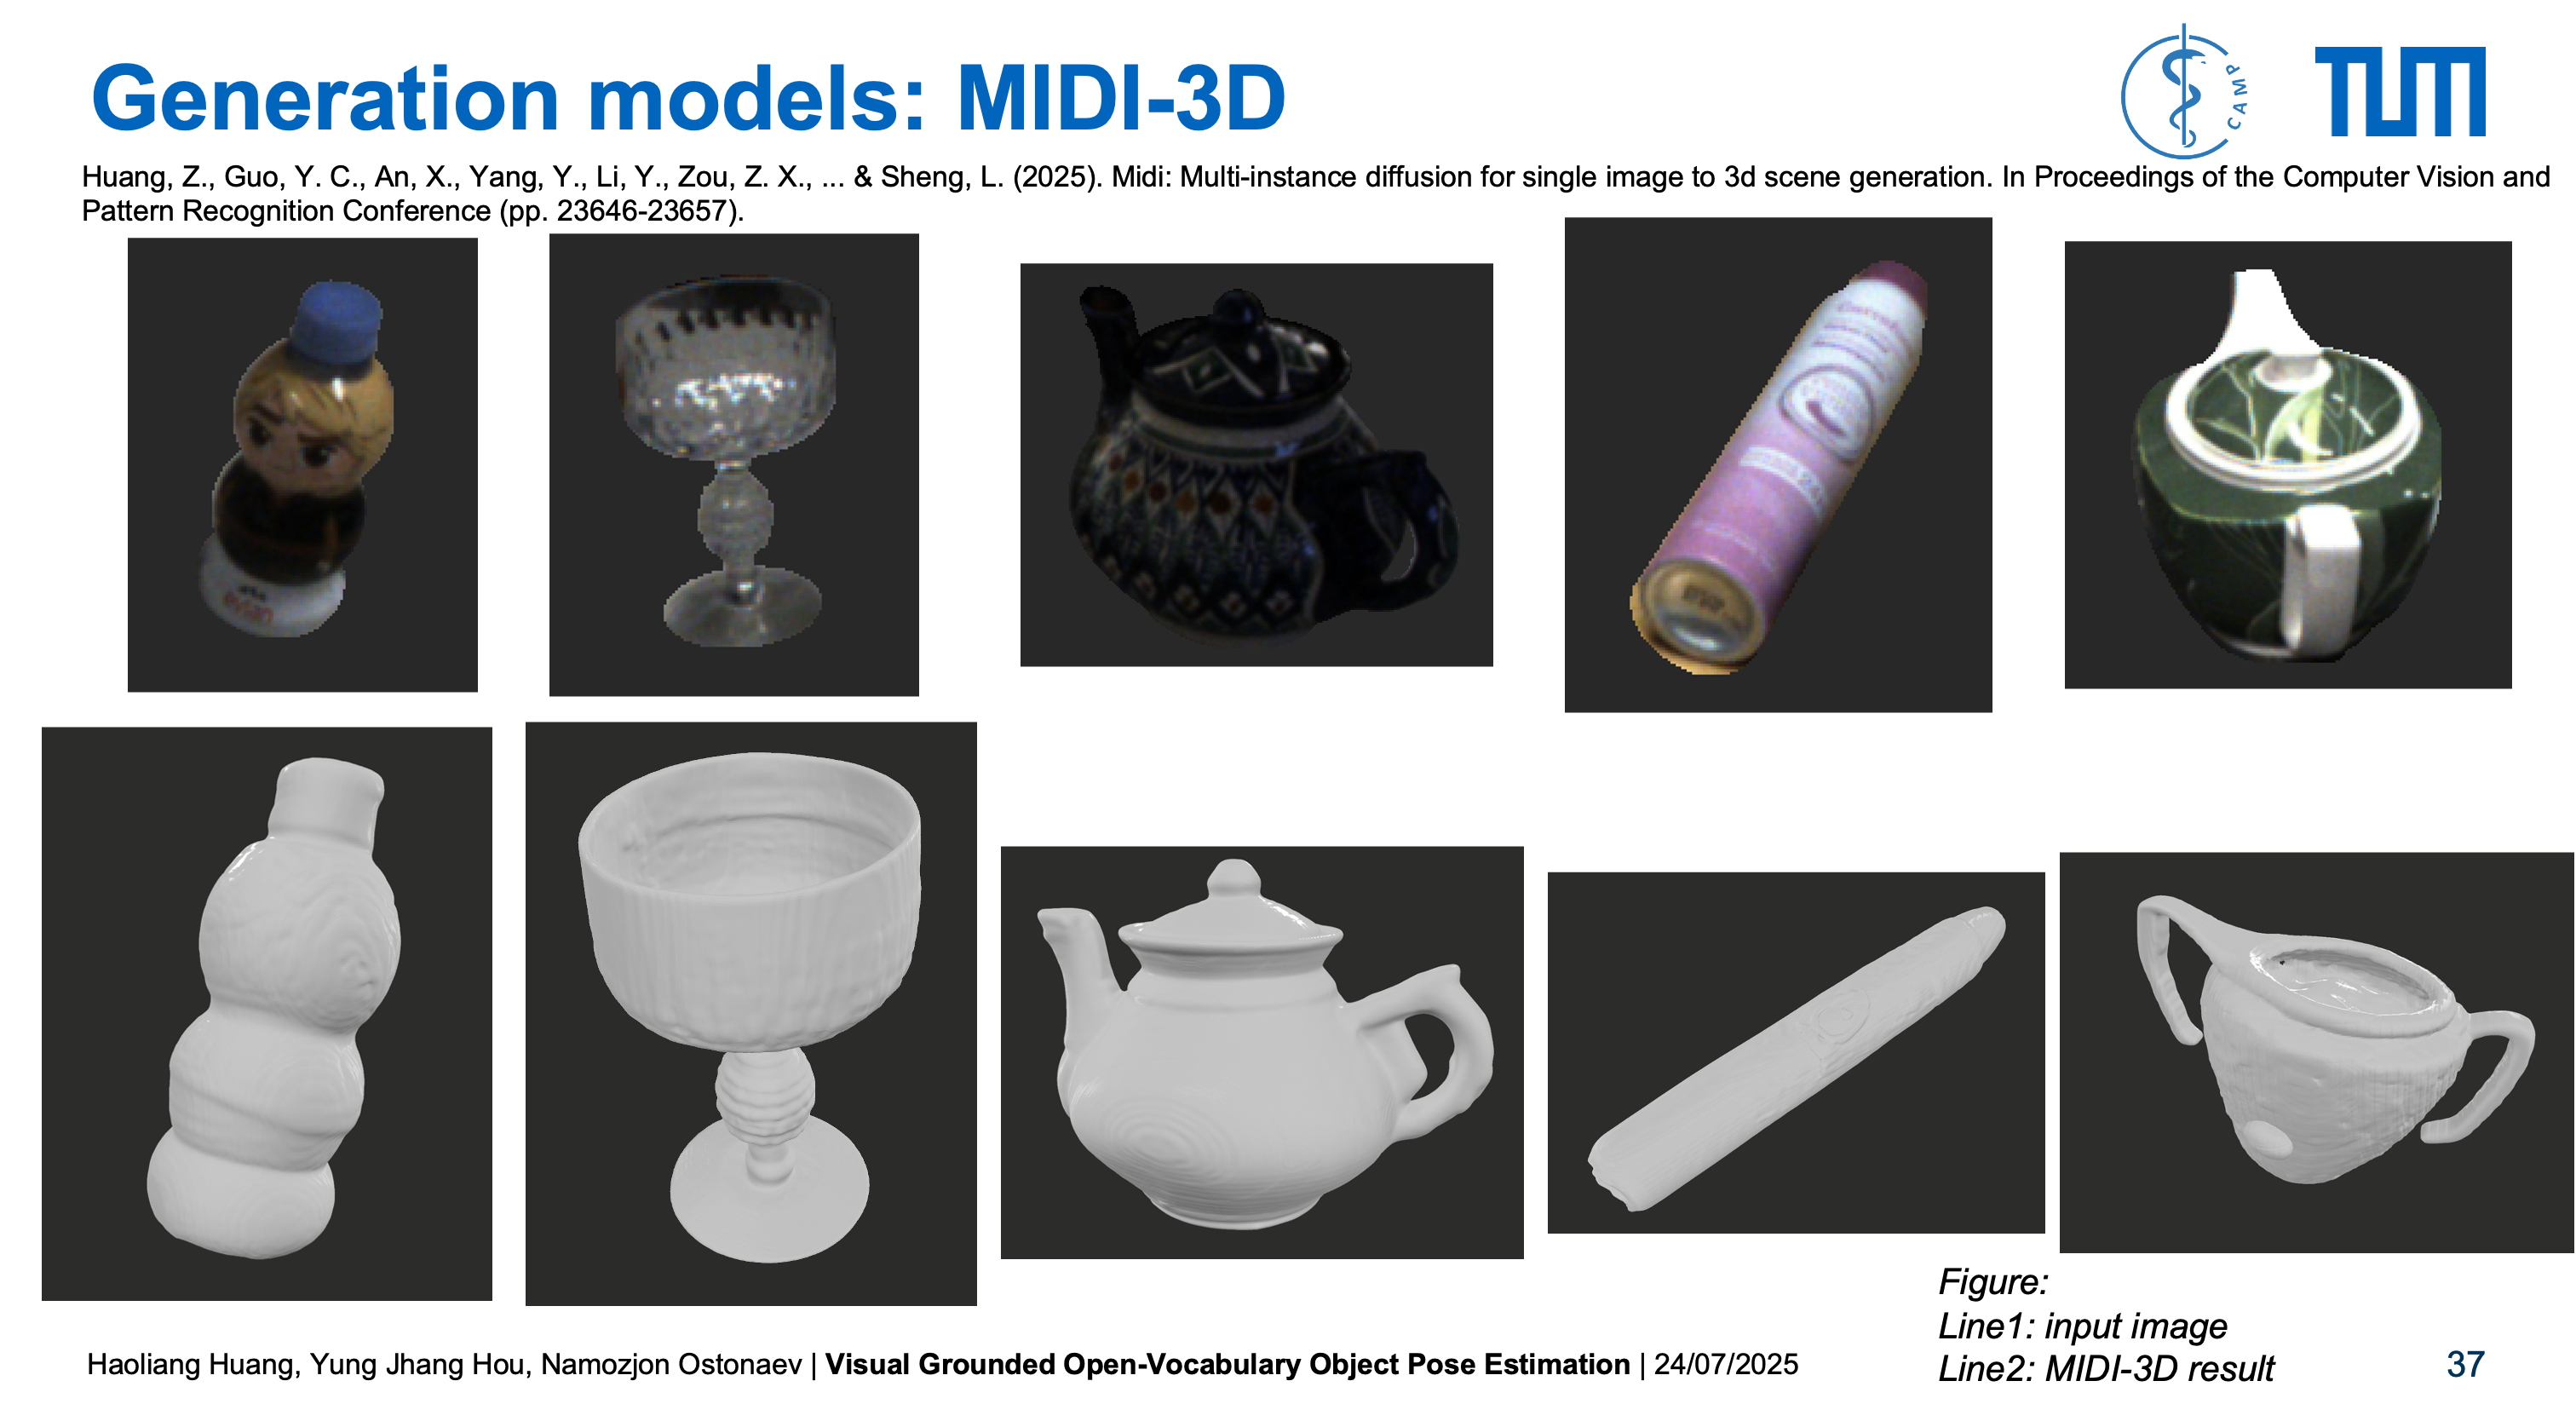 Generation models: MIDI-3D
CAMP
TUM
Huang, Z., Guo, Y. C., An, X., Yang, Y., Li, Y., Zou, Z. X., ... & Sheng, L. (2025). Midi: Multi-instance diffusion for single image to 3d scene generation. In Proceedings of the Computer Vision and
Pattern Recognition Conference (pp. 23646-23657).
evian
Figure:
Line1: input image
Line2: MIDI-3D result
Haoliang Huang, Yung Jhang Hou, Namozjon Ostonaev | Visual Grounded Open-Vocabulary Object Pose Estimation | 24/07/2025
37